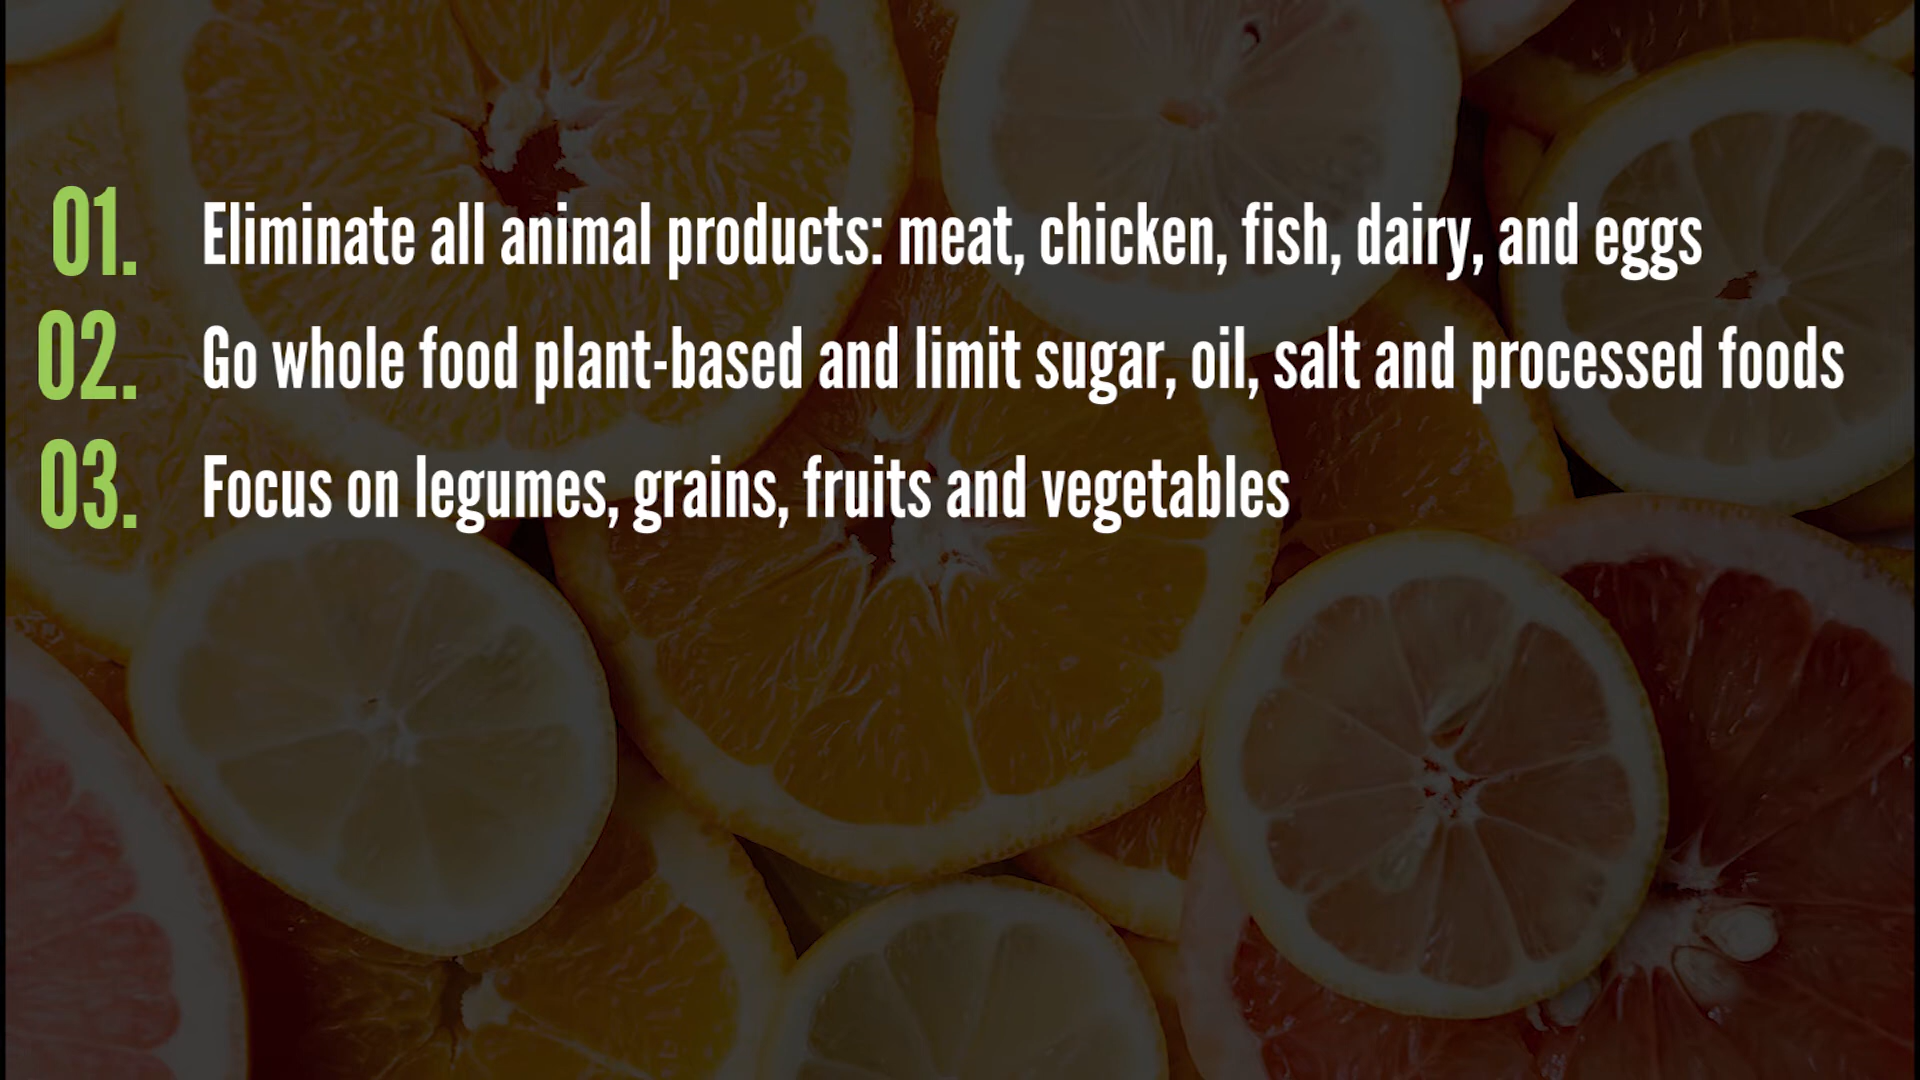 01. Eliminate all animal products: meat, chicken, fish, dairy, and eggs
02. Go whole food plant-based and limit sugar, oil, salt and processed foods
03. Focus on legumes, grains, fruits and vegetables